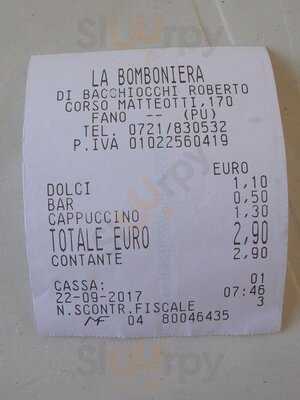 LA BOMBONIERA
DI BACCHIOCCHI ROBERTO
CORSO MATTEOTTI,170
FANO -- (PU)
TEL. 0721/830532
P.IVA 01022560419
EURO
DOLCI 1,10
BAR 0,50
CAPPUCCINO 1,30
TOTALE EURO 2,90
CONTANTE 2,90
CASSA: 01
22-09-2017 07:46
N.SCONTR.FISCALE 3
MF 04 80046435